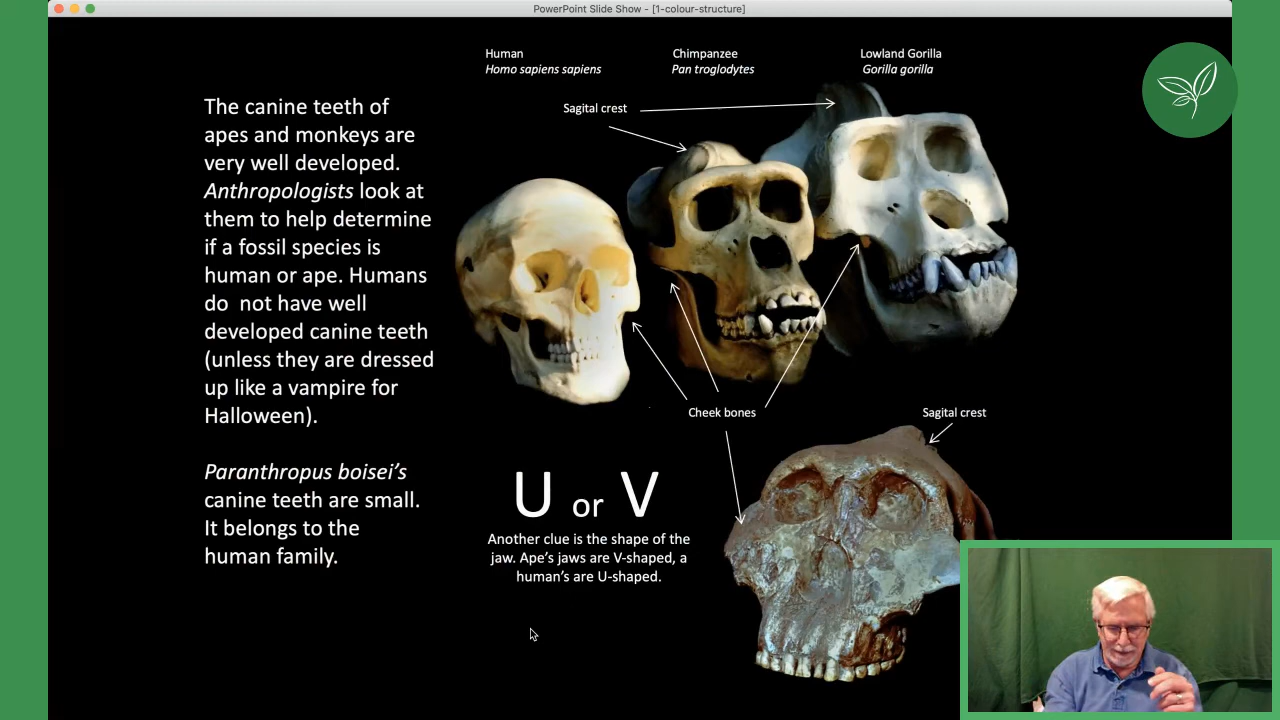 PowerPoint Slide Show - [1-colour-structure]
Human
Homo sapiens sapiens
Chimpanzee
Pan troglodytes
Lowland Gorilla
Gorilla gorilla
Sagital crest
The canine teeth of
apes and monkeys are
very well developed.
Anthropologists look at
them to help determine
if a fossil species is
human or ape. Humans
do  not have well
developed canine teeth
(unless they are dressed
up like a vampire for
Halloween).
Paranthropus boisei's
canine teeth are small.
It belongs to the
human family.
Cheek bones
Sagital crest
U or V
Another clue is the shape of the
jaw. Ape's jaws are V-shaped, a
human's are U-shaped.